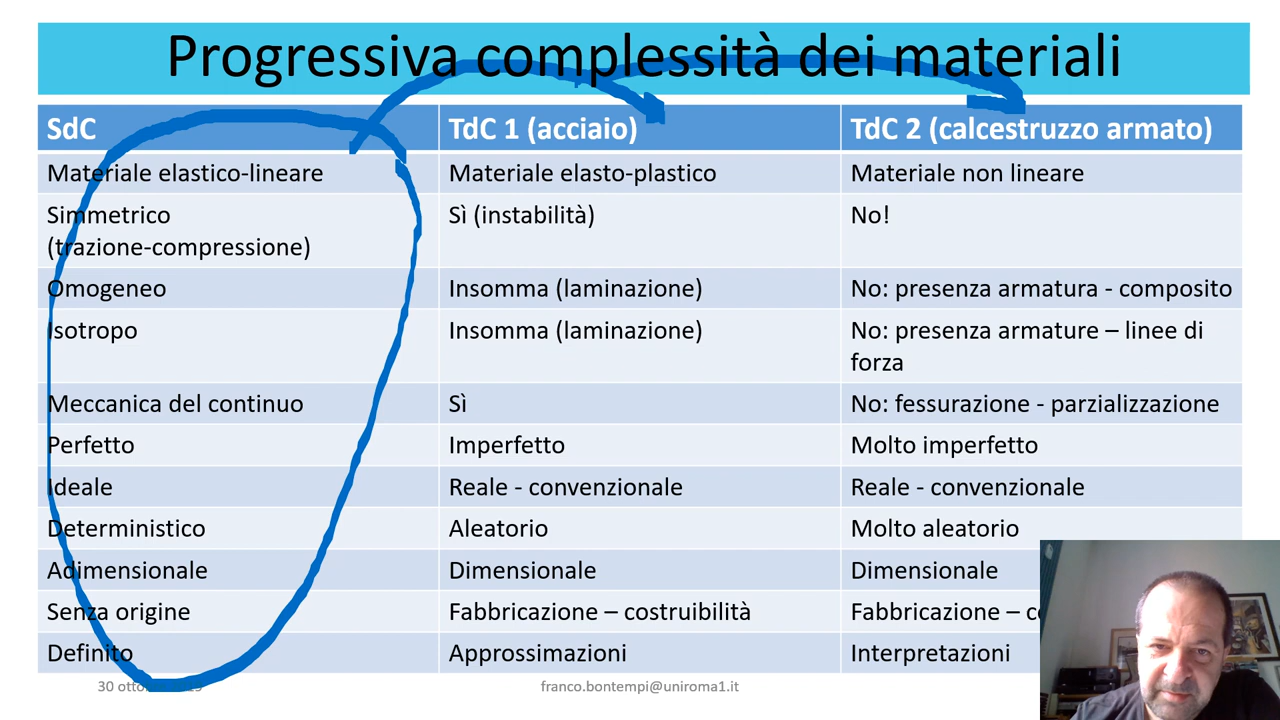 Progressiva complessità dei materiali
SdC TdC 1 (acciaio) TdC 2 (calcestruzzo armato)
Materiale elastico-lineare Materiale elasto-plastico Materiale non lineare
Simmetrico Sì (instabilità) No!
(trazione-compressione)
Omogeneo Insomma (laminazione) No: presenza armatura - composito
Isotropo Insomma (laminazione) No: presenza armature – linee di
forza
Meccanica del continuo Sì No: fessurazione - parzializzazione
Perfetto Imperfetto Molto imperfetto
Ideale Reale - convenzionale Reale - convenzionale
Deterministico Aleatorio Molto aleatorio
Adimensionale Dimensionale Dimensionale
Senza origine Fabbricazione – costruibilità Fabbricazione –
Definito Approssimazioni Interpretazioni
30 franco.bontempi@uniroma1.it